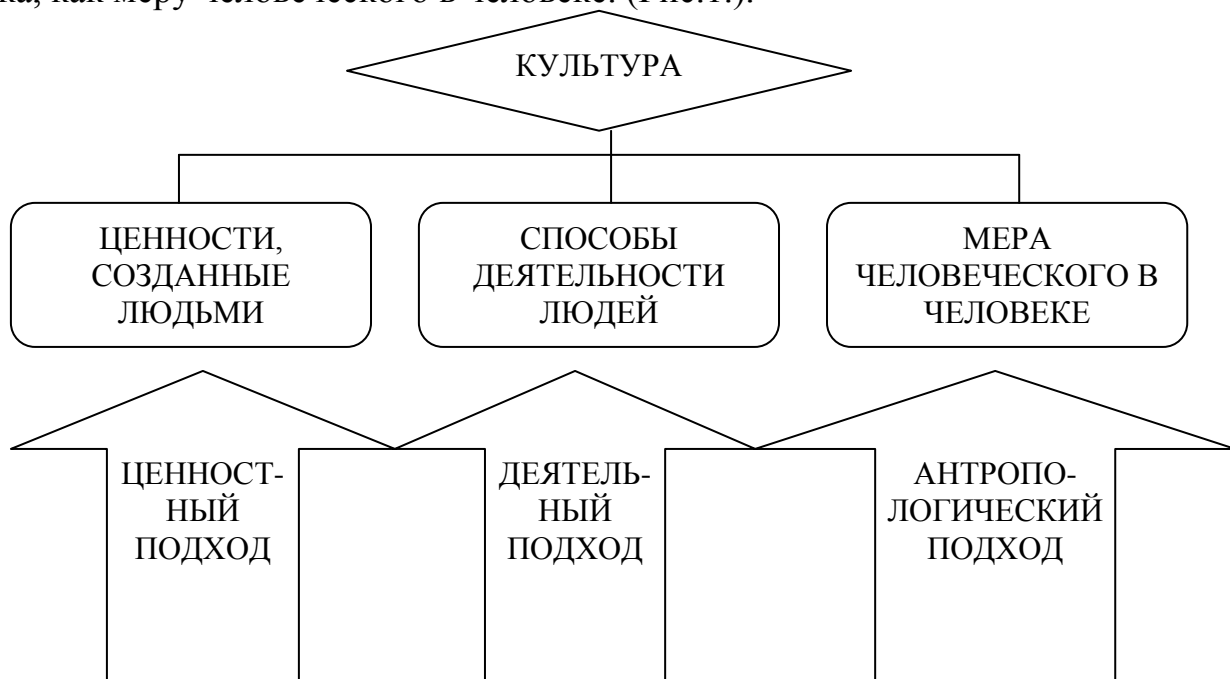 ка, как меру человеческого в человеке. (Рис.1.).
КУЛЬТУРА
ЦЕННОСТИ,
СОЗДАННЫЕ
ЛЮДЬМИ
СПОСОБЫ
ДЕЯТЕЛЬНОСТИ
ЛЮДЕЙ
МЕРА
ЧЕЛОВЕЧЕСКОГО В
ЧЕЛОВЕКЕ
ЦЕННОСТ-
НЫЙ
ПОДХОД
ДЕЯТЕЛЬ-
НЫЙ
ПОДХОД
АНТРОПО-
ЛОГИЧЕСКИЙ
ПОДХОД